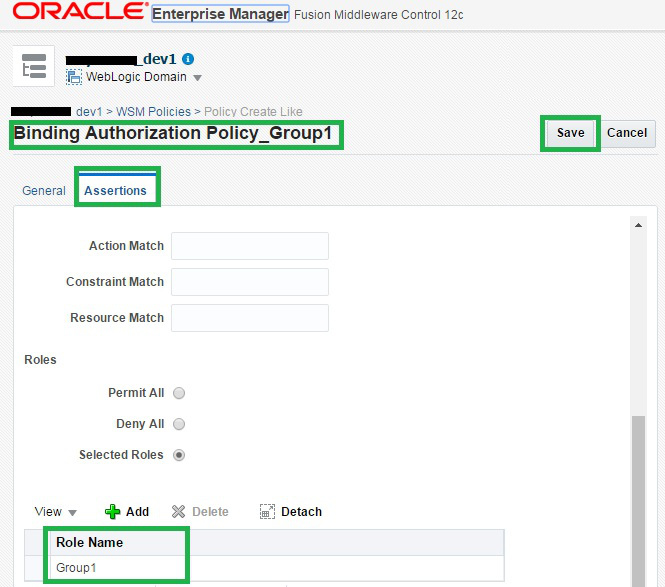 ORACLE Enterprise Manager Fusion Middleware Control 12c
_dev1
WebLogic Domain
dev1 > WSM Policies > Policy Create Like
Binding Authorization Policy_Group1
Save Cancel
General Assertions
Action Match
Constraint Match
Resource Match
Roles
Permit All
Deny All
Selected Roles
View Add Delete Detach
Role Name
Group1